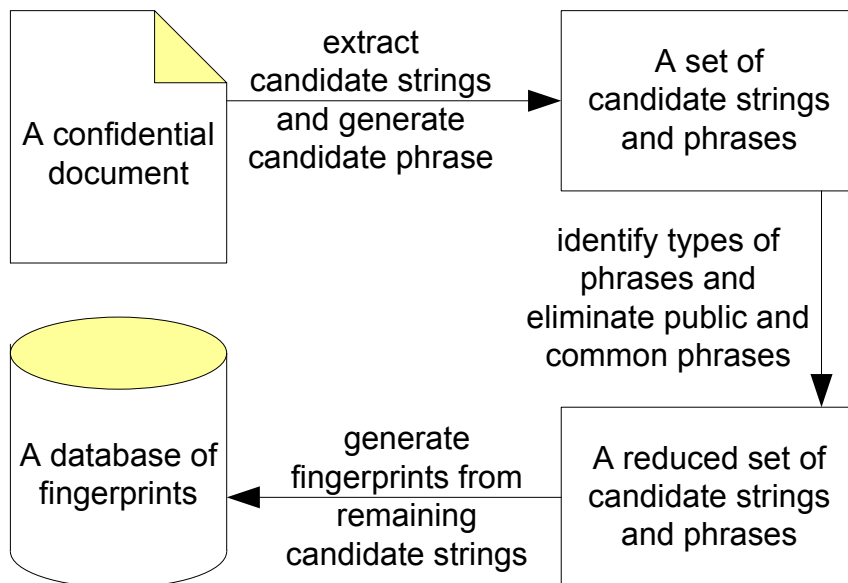 A confidential
document
extract
candidate strings
and generate
candidate phrase
A set of
candidate strings
and phrases
identify types of
phrases and
eliminate public and
common phrases
A reduced set of
candidate strings
and phrases
generate
fingerprints from
remaining
candidate strings
A database of
fingerprints